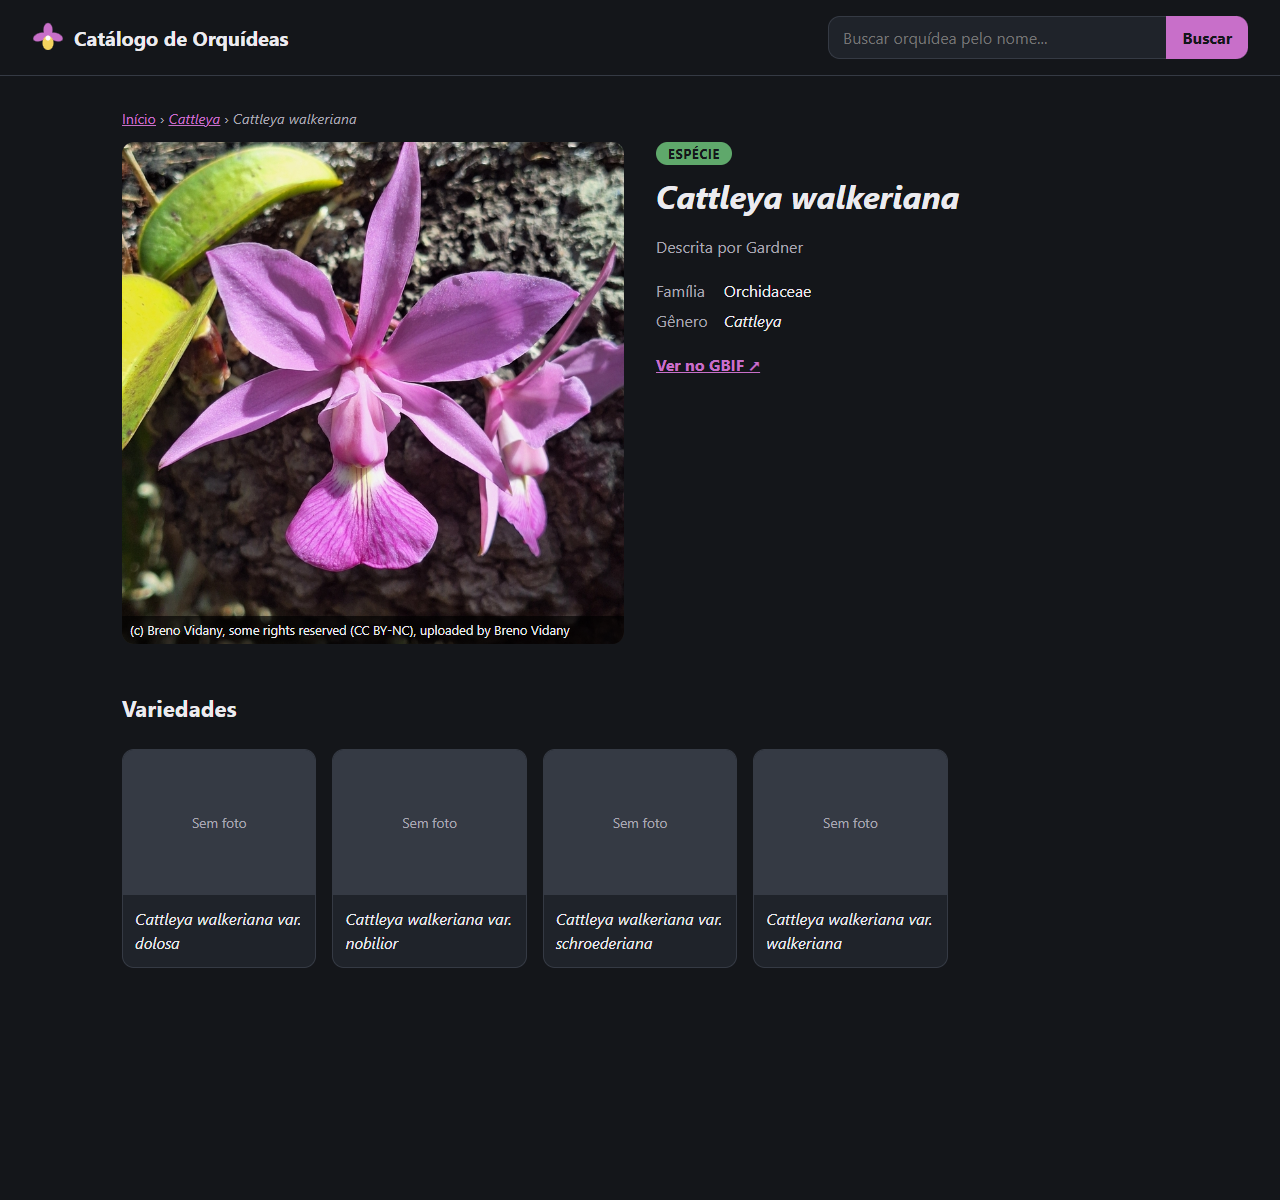 Catálogo de Orquídeas
Buscar orquídea pelo nome...
Buscar
Início › Cattleya › Cattleya walkeriana
ESPÉCIE
Cattleya walkeriana
Descrita por Gardner
Família Orchidaceae
Gênero Cattleya
Ver no GBIF ↗
(c) Breno Vidany, some rights reserved (CC BY-NC), uploaded by Breno Vidany
Variedades
Sem foto
Cattleya walkeriana var.
dolosa
Sem foto
Cattleya walkeriana var.
nobilior
Sem foto
Cattleya walkeriana var.
schroederiana
Sem foto
Cattleya walkeriana var.
walkeriana